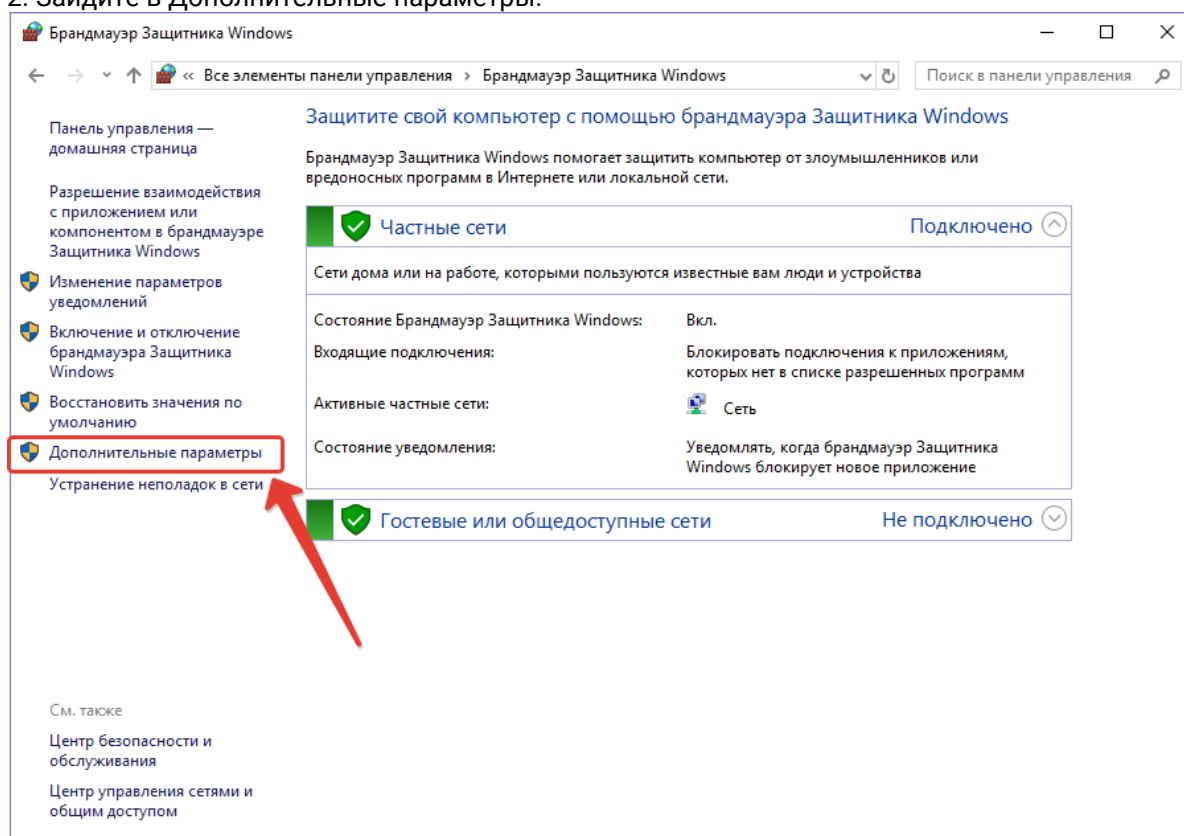 2. Зайдите в Дополнительные параметры.
Брандмауэр Защитника Windows
« Все элементы панели управления › Брандмауэр Защитника Windows
Поиск в панели управления
Панель управления —
домашняя страница
Разрешение взаимодействия
с приложением или
компонентом в брандмауэре
Защитника Windows
Изменение параметров
уведомлений
Включение и отключение
брандмауэра Защитника
Windows
Восстановить значения по
умолчанию
Дополнительные параметры
Устранение неполадок в сети
Защитите свой компьютер с помощью брандмауэра Защитника Windows
Брандмауэр Защитника Windows помогает защитить компьютер от злоумышленников или
вредоносных программ в Интернете или локальной сети.
Частные сети Подключено
Сети дома или на работе, которыми пользуются известные вам люди и устройства
Состояние Брандмауэр Защитника Windows: Вкл.
Входящие подключения: Блокировать подключения к приложениям,
которых нет в списке разрешенных программ
Активные частные сети: Сеть
Состояние уведомления: Уведомлять, когда брандмауэр Защитника
Windows блокирует новое приложение
Гостевые или общедоступные сети Не подключено
См. также
Центр безопасности и
обслуживания
Центр управления сетями и
общим доступом